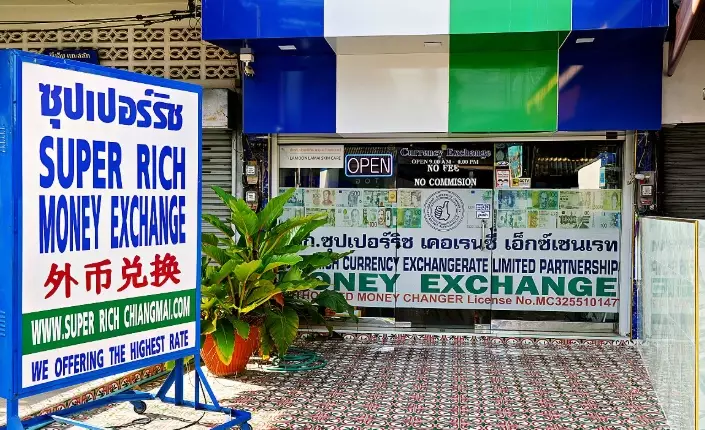 ซุปเปอร์ริช
SUPER RICH
MONEY EXCHANGE
外币兑换
WWW.SUPER RICH CHIANGMAI.COM
WE OFFERING THE HIGHEST RATE
OPEN
Currency Exchange
NO FEE
NO COMMISION
ก.ซุปเปอร์ริช เคอเรนซี่ เอ็กซ์เชนเรท
CURRENCY EXCHANGERATE LIMITED PARTNERSHIP
MONEY EXCHANGE
MONEY CHANGER License No.MC325510147